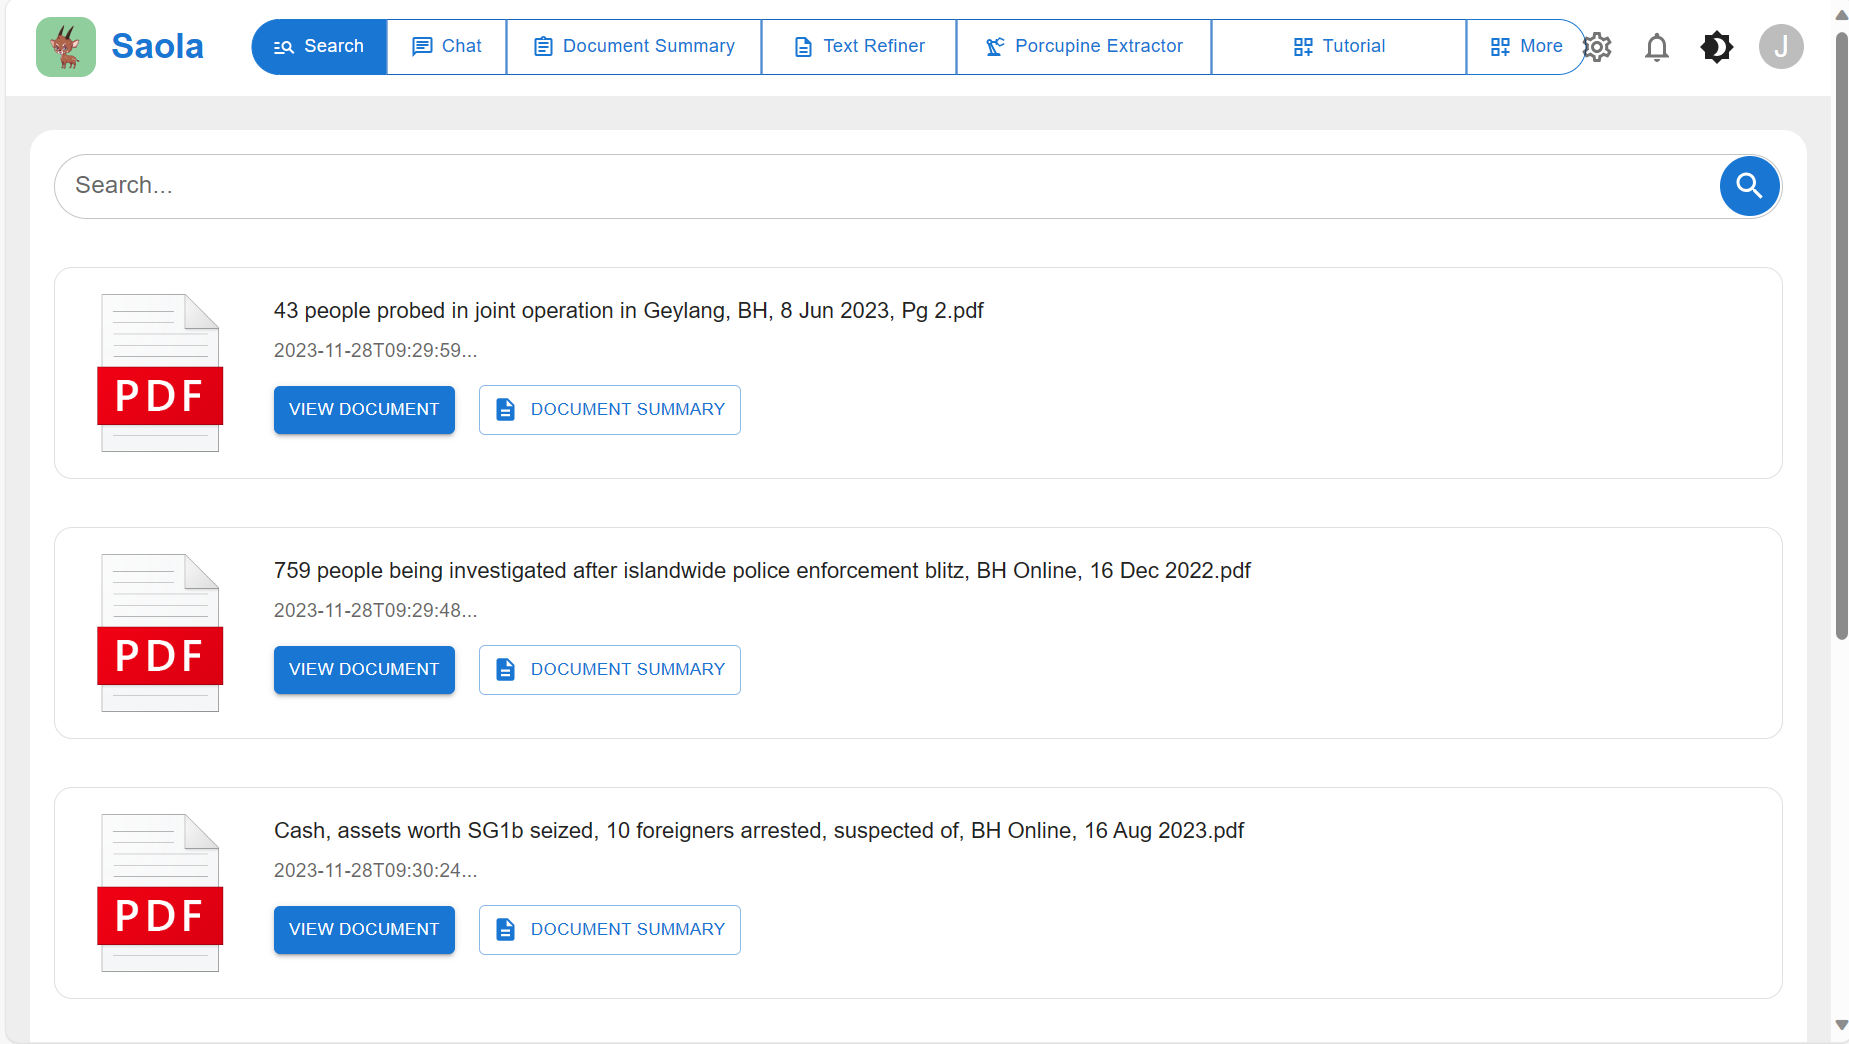 Saola
Search
Chat
Document Summary
Text Refiner
Porcupine Extractor
Tutorial
More
J
Search...
43 people probed in joint operation in Geylang, BH, 8 Jun 2023, Pg 2.pdf
2023-11-28T09:29:59...
PDF
VIEW DOCUMENT
DOCUMENT SUMMARY
759 people being investigated after islandwide police enforcement blitz, BH Online, 16 Dec 2022.pdf
2023-11-28T09:29:48...
PDF
VIEW DOCUMENT
DOCUMENT SUMMARY
Cash, assets worth SG1b seized, 10 foreigners arrested, suspected of, BH Online, 16 Aug 2023.pdf
2023-11-28T09:30:24...
PDF
VIEW DOCUMENT
DOCUMENT SUMMARY